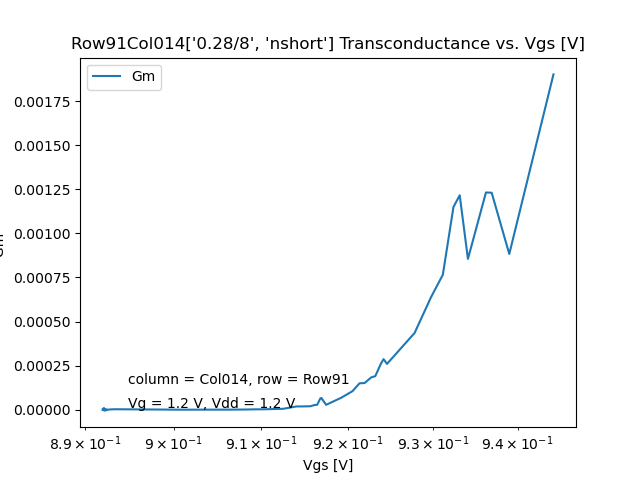 Row91Col014['0.28/8', 'nshort'] Transconductance vs. Vgs [V]
Gm
0.00175
0.00150
0.00125
0.00100
0.00075
0.00050
0.00025
0.00000
Gm
column = Col014, row = Row91
Vg = 1.2 V, Vdd = 1.2 V
8.9 × 10⁻¹ 9 × 10⁻¹ 9.1 × 10⁻¹ 9.2 × 10⁻¹ 9.3 × 10⁻¹ 9.4 × 10⁻¹
Vgs [V]